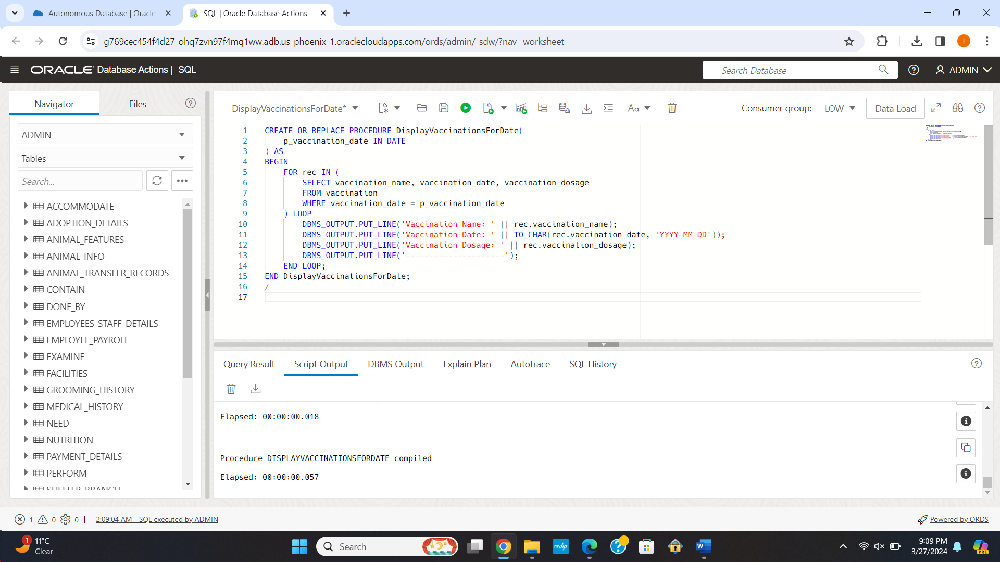 Autonomous Database | Oracle
SQL | Oracle Database Actions
g769cec454f4d27-ohq7zvn97f4mq1ww.adb.us-phoenix-1.oraclecloudapps.com/ords/admin/_sdw/?nav=worksheet
I
ORACLE Database Actions | SQL
Search Database
ADMIN
Navigator
Files
DisplayVaccinationsForDate*
Aa
Consumer group:
LOW
Data Load
ADMIN
Tables
Search...
ACCOMMODATE
ADOPTION_DETAILS
ANIMAL_FEATURES
ANIMAL_INFO
ANIMAL_TRANSFER_RECORDS
CONTAIN
DONE_BY
EMPLOYEES_STAFF_DETAILS
EMPLOYEE_PAYROLL
EXAMINE
FACILITIES
GROOMING_HISTORY
MEDICAL_HISTORY
NEED
NUTRITION
PAYMENT_DETAILS
PERFORM
SHELTER_BRANCH
1 CREATE OR REPLACE PROCEDURE DisplayVaccinationsForDate(
2 p_vaccination_date IN DATE
3 ) AS
4 BEGIN
5 FOR rec IN (
6 SELECT vaccination_name, vaccination_date, vaccination_dosage
7 FROM vaccination
8 WHERE vaccination_date = p_vaccination_date
9 ) LOOP
10 DBMS_OUTPUT.PUT_LINE('Vaccination Name: ' || rec.vaccination_name);
11 DBMS_OUTPUT.PUT_LINE('Vaccination Date: ' || TO_CHAR(rec.vaccination_date, 'YYYY-MM-DD'));
12 DBMS_OUTPUT.PUT_LINE('Vaccination Dosage: ' || rec.vaccination_dosage);
13 DBMS_OUTPUT.PUT_LINE('---------------------');
14 END LOOP;
15 END DisplayVaccinationsForDate;
16 /
17
Query Result
Script Output
DBMS Output
Explain Plan
Autotrace
SQL History
Elapsed: 00:00:00.018
Procedure DISPLAYVACCINATIONSFORDATE compiled
Elapsed: 00:00:00.057
1 0 0 | 2:09:04 AM - SQL executed by ADMIN
Powered by ORDS
1
11°C
Clear
Search
myhp
W
9:09 PM
3/27/2024
PRE